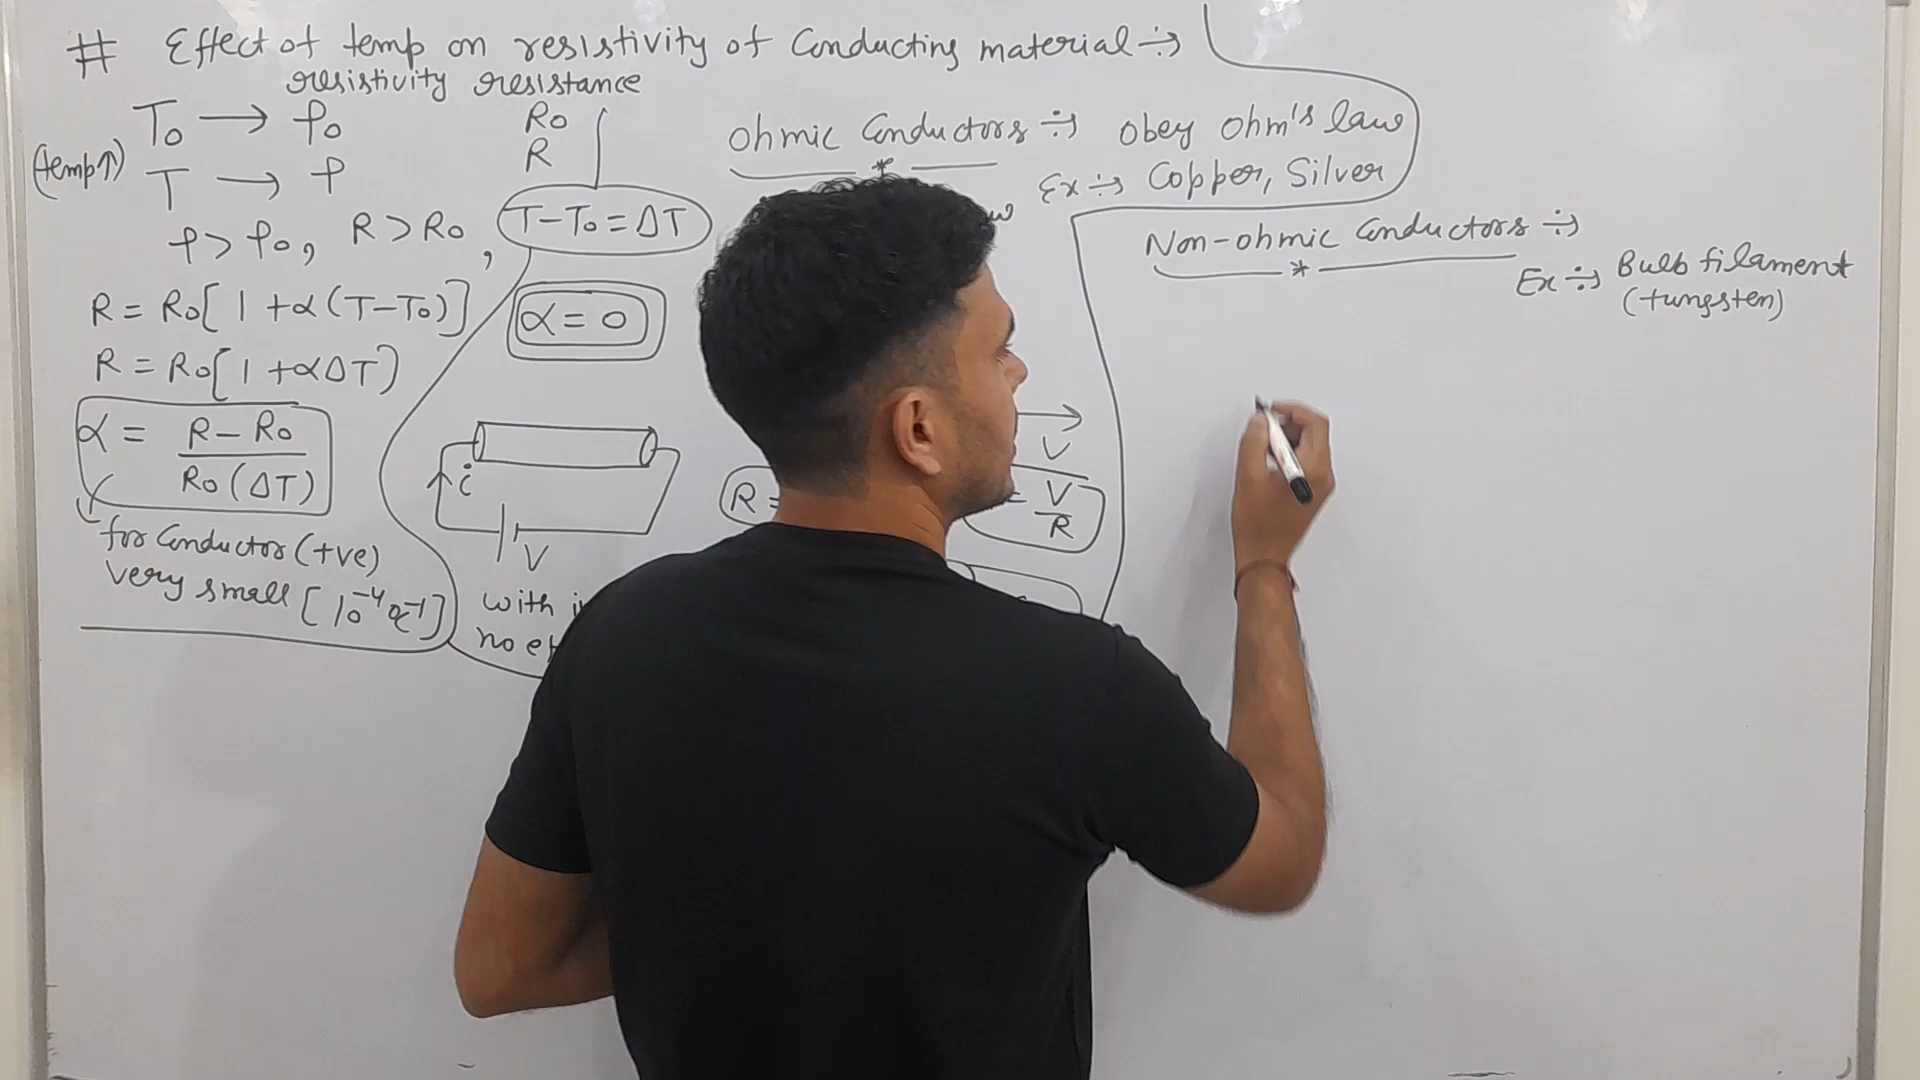 # Effect of temp on resistivity of Conducting material ÷>
resistivity resistance
T₀ → ρ₀
(temp↑) T → ρ
R₀
R
ρ > ρ₀, R > R₀, T-T₀ = ΔT
R = R₀[1 + α(T-T₀)]
R = R₀[1 + αΔT)
α = 0
α = R - R₀ / R₀(ΔT)
for Conductor (+ve)
very small [10⁻⁴ °C⁻¹]
i
V
with
no
Ohmic Conductors ÷> Obey Ohm's law
Ex ÷> Copper, Silver
V
R =
= V/R
Non-ohmic Conductors ÷>
Ex ÷> Bulb filament
(tungsten)